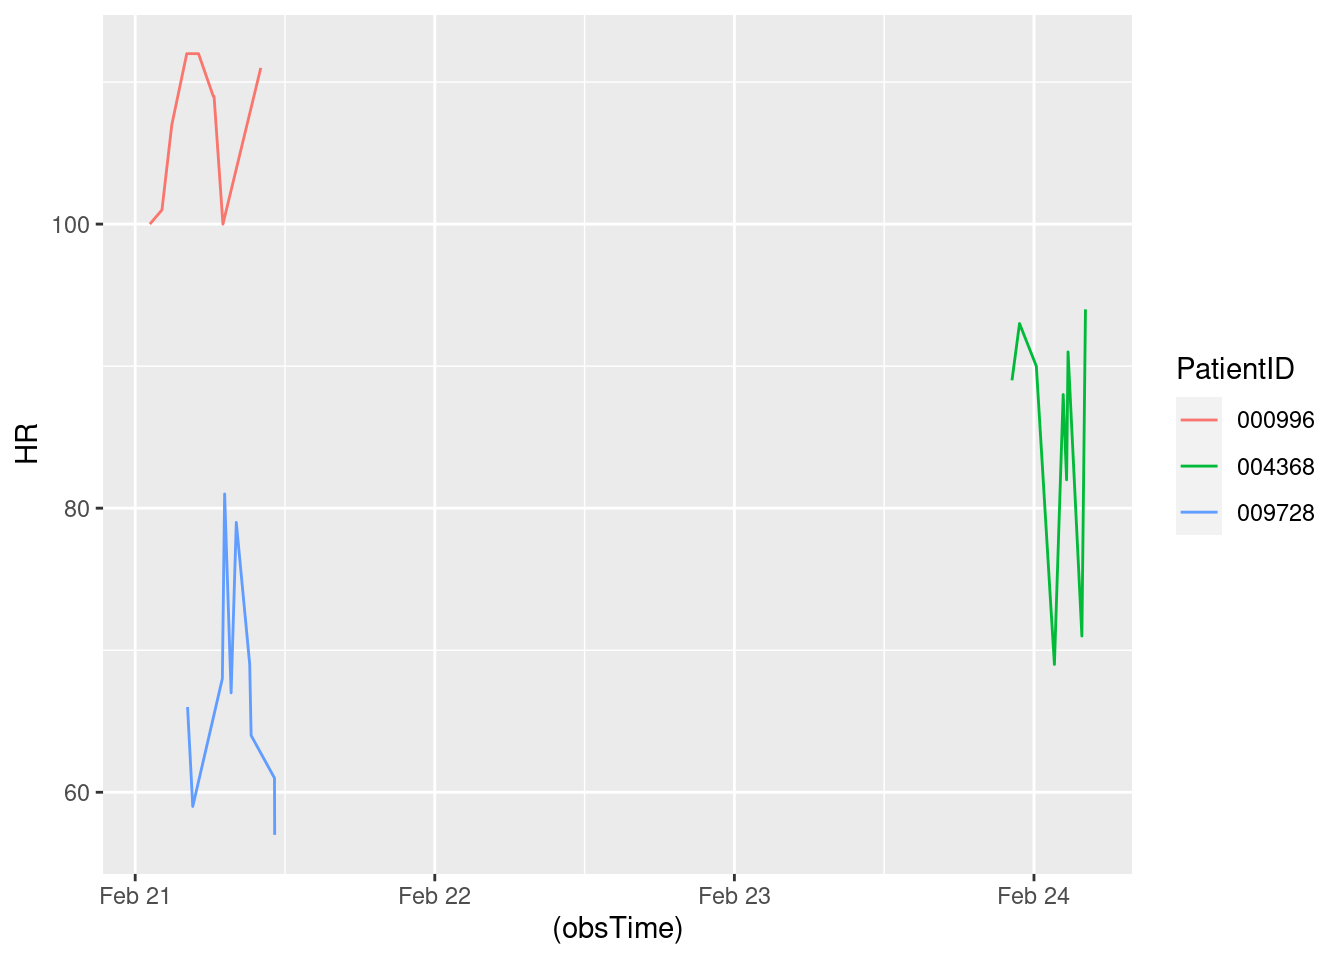 HR
100
80
60
Feb 21
Feb 22
Feb 23
Feb 24
(obsTime)
PatientID
000996
004368
009728